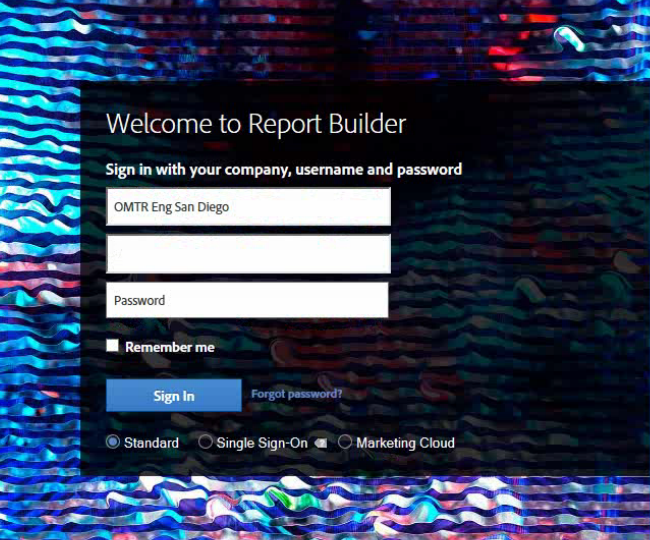 Welcome to Report Builder
Sign in with your company, username and password
OMTR Eng San Diego
Password
Remember me
Sign In Forgot password?
Standard Single Sign-On Marketing Cloud